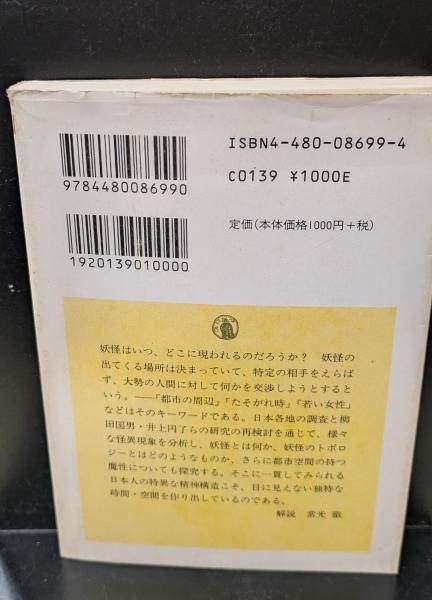 ISBN4-480-08699-4
9784480086990
C0139 ¥1000E
定価(本体価格1000円+税)
1920139010000
妖怪はいつ、どこに現われるのだろうか? 妖怪の
出てくる場所は決まっていて、特定の相手をえらば
ず、大勢の人間に対して何かを交渉しようとすると
いう。——「都市の周辺」「たそがれ時」「若い女性」
などはそのキーワードである。日本各地の調査と柳
田国男・井上円了らの研究の再検討を通じて、様々
な怪異現象を分析し、妖怪とは何か、妖怪のトポロ
ジーとはどのようなものか、さらに都市空間の持つ
魔性についても探究する。そこに一貫してみられる
日本人の特異な精神構造こそ、目に見えない独特な
時間・空間を作り出しているのである。
解説 常光 徹